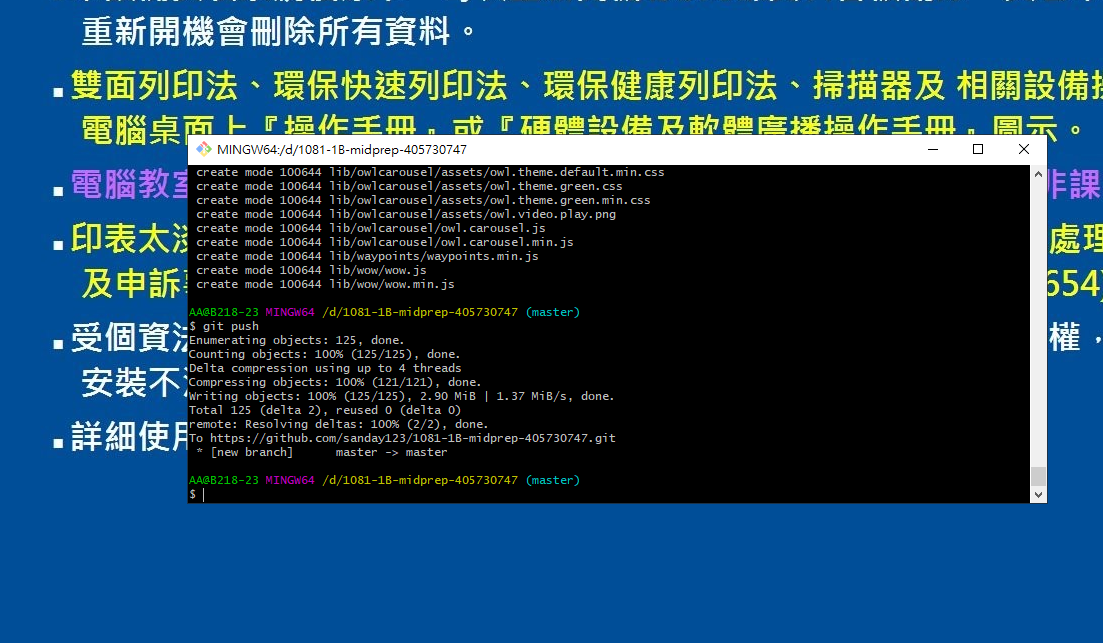 重新開機會刪除所有資料。
▪雙面列印法、環保快速列印法、環保健康列印法、掃描器及 相關設備
電腦桌面上『操作手冊』或『硬體設備及軟體廣播操作手冊』圖示。
MINGW64:/d/1081-1B-midprep-405730747
▪電腦教室
非課
▪印表太
處理
及申訴
654)
▪受個資法
權，
安裝不
▪詳細使用
create mode 100644 lib/owlcarousel/assets/owl.theme.default.min.css
create mode 100644 lib/owlcarousel/assets/owl.theme.green.css
create mode 100644 lib/owlcarousel/assets/owl.theme.green.min.css
create mode 100644 lib/owlcarousel/assets/owl.video.play.png
create mode 100644 lib/owlcarousel/owl.carousel.js
create mode 100644 lib/owlcarousel/owl.carousel.min.js
create mode 100644 lib/waypoints/waypoints.min.js
create mode 100644 lib/wow/wow.js
create mode 100644 lib/wow/wow.min.js
AA@B218-23 MINGW64 /d/1081-1B-midprep-405730747 (master)
$ git push
Enumerating objects: 125, done.
Counting objects: 100% (125/125), done.
Delta compression using up to 4 threads
Compressing objects: 100% (121/121), done.
Writing objects: 100% (125/125), 2.90 MiB | 1.37 MiB/s, done.
Total 125 (delta 2), reused 0 (delta 0)
remote: Resolving deltas: 100% (2/2), done.
To https://github.com/sanday123/1081-1B-midprep-405730747.git
* [new branch]      master -> master
AA@B218-23 MINGW64 /d/1081-1B-midprep-405730747 (master)
$